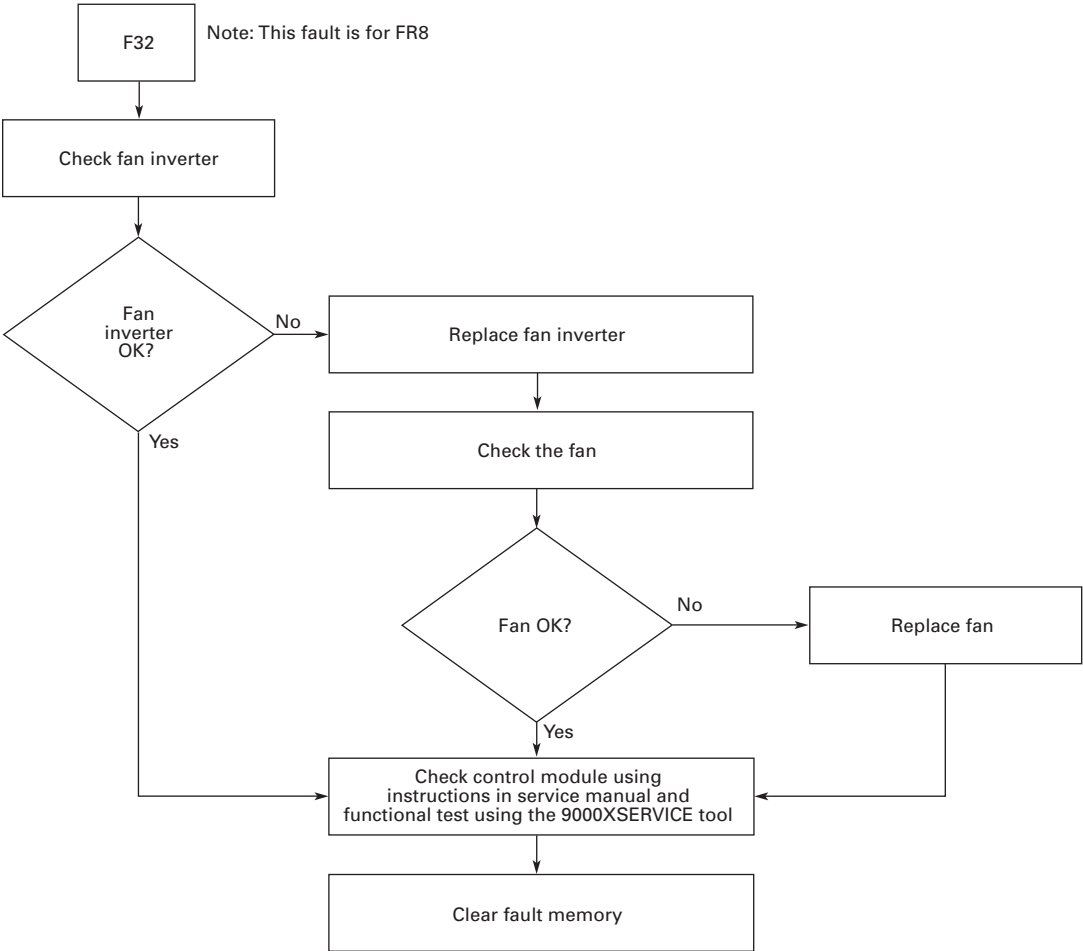 F32
Note: This fault is for FR8
Check fan inverter
Fan
inverter
OK?
No
Replace fan inverter
Yes
Check the fan
Fan OK?
No
Replace fan
Yes
Check control module using
instructions in service manual and
functional test using the 9000XSERVICE tool
Clear fault memory